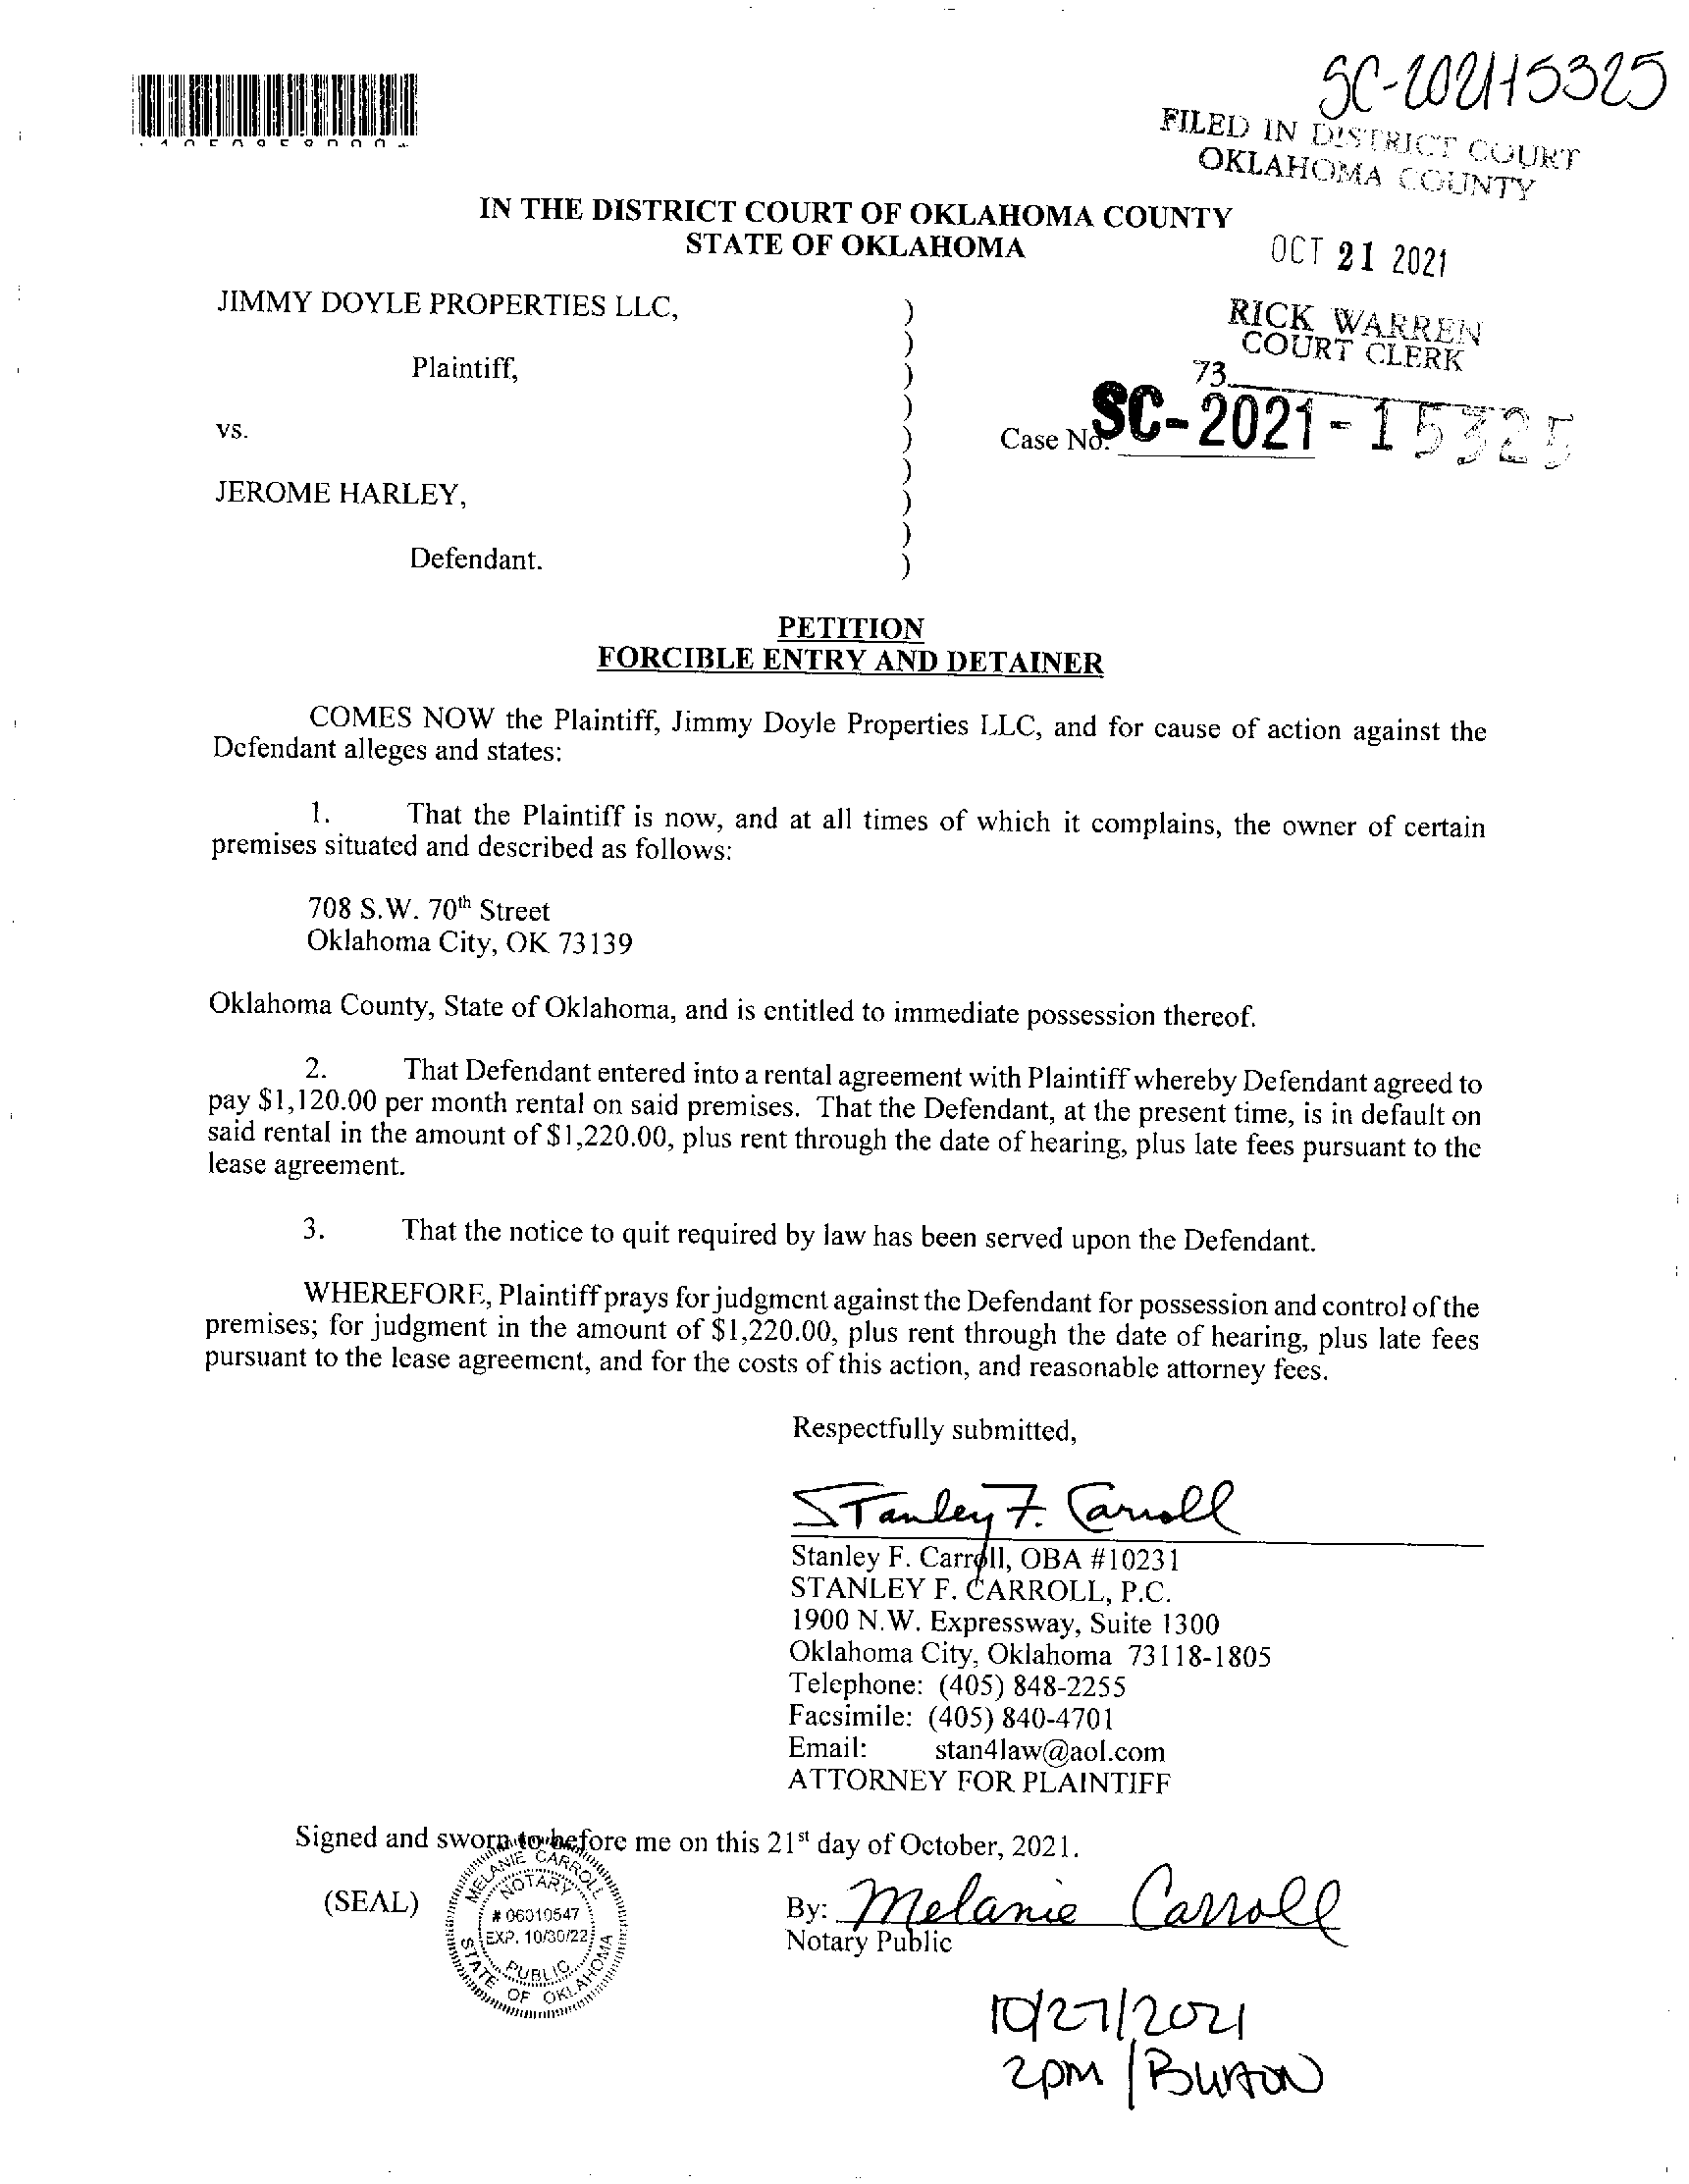 SC-2021-15325
FILED IN DISTRICT COURT
OKLAHOMA COUNTY
IN THE DISTRICT COURT OF OKLAHOMA COUNTY
STATE OF OKLAHOMA
OCT 21 2021
JIMMY DOYLE PROPERTIES LLC, )
)
Plaintiff, )
)
vs. )
)
JEROME HARLEY, )
)
Defendant. )
RICK WARREN
COURT CLERK
73
Case No. SC-2021-15325
PETITION
FORCIBLE ENTRY AND DETAINER
COMES NOW the Plaintiff, Jimmy Doyle Properties LLC, and for cause of action against the
Defendant alleges and states:
1. That the Plaintiff is now, and at all times of which it complains, the owner of certain
premises situated and described as follows:
708 S.W. 70th Street
Oklahoma City, OK 73139
Oklahoma County, State of Oklahoma, and is entitled to immediate possession thereof.
2. That Defendant entered into a rental agreement with Plaintiff whereby Defendant agreed to
pay $1,120.00 per month rental on said premises. That the Defendant, at the present time, is in default on
said rental in the amount of $1,220.00, plus rent through the date of hearing, plus late fees pursuant to the
lease agreement.
3. That the notice to quit required by law has been served upon the Defendant.
WHEREFORE, Plaintiff prays for judgment against the Defendant for possession and control of the
premises; for judgment in the amount of $1,220.00, plus rent through the date of hearing, plus late fees
pursuant to the lease agreement, and for the costs of this action, and reasonable attorney fees.
Respectfully submitted,
Stanley F. Carroll
Stanley F. Carroll, OBA #10231
STANLEY F. CARROLL, P.C.
1900 N.W. Expressway, Suite 1300
Oklahoma City, Oklahoma 73118-1805
Telephone: (405) 848-2255
Facsimile: (405) 840-4701
Email: stan4law@aol.com
ATTORNEY FOR PLAINTIFF
Signed and sworn to before me on this 21st day of October, 2021.
(SEAL)
MELANIE CARROLL
NOTARY
# 06010547
EXP. 10/30/22
PUBLIC
STATE OF OKLAHOMA
By: Melanie Carroll
Notary Public
10/27/2021
2pm / Burton